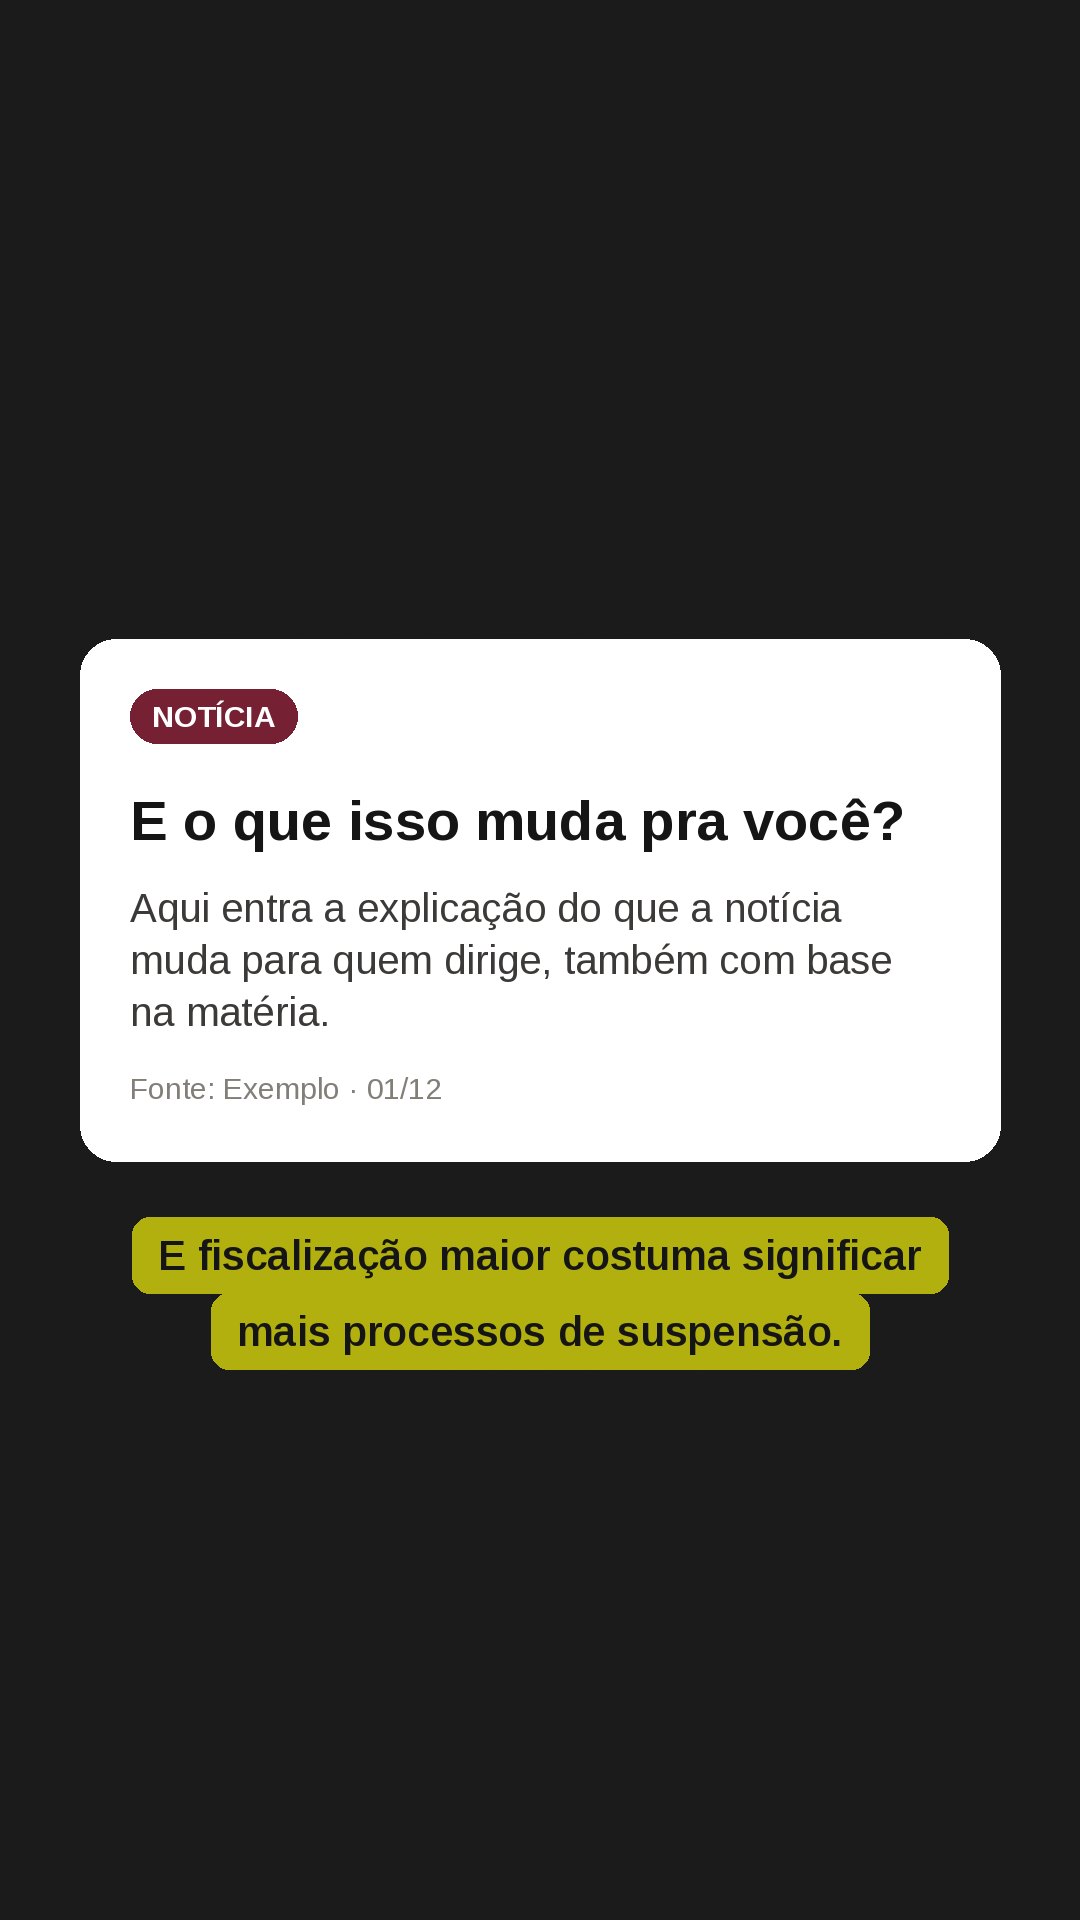 NOTÍCIA
E o que isso muda pra você?
Aqui entra a explicação do que a notícia
muda para quem dirige, também com base
na matéria.
Fonte: Exemplo · 01/12
E fiscalização maior costuma significar
mais processos de suspensão.